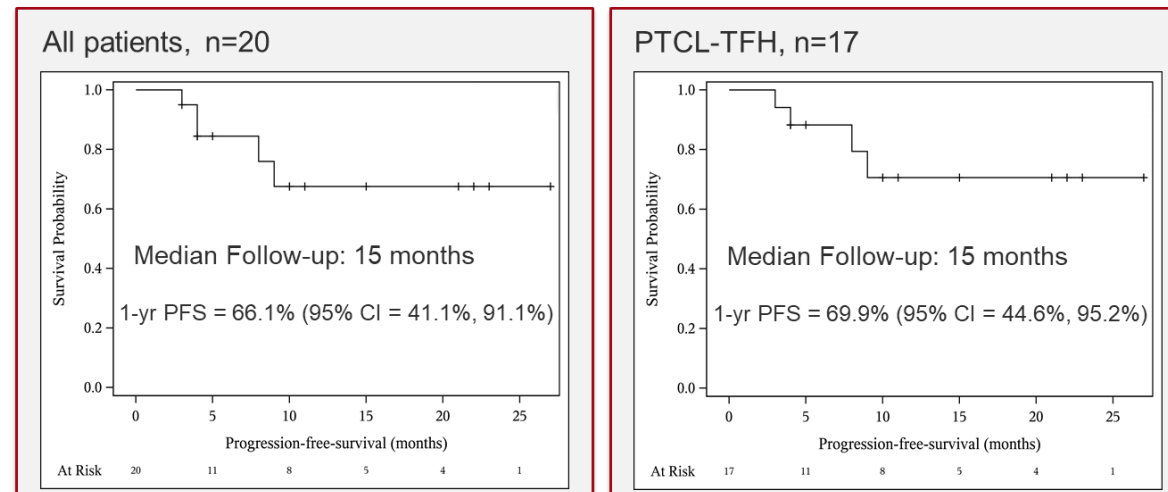 All patients, n=20
1.0
0.8
0.6
0.4
0.2
0.0
Survival Probability
Median Follow-up: 15 months
1-yr PFS = 66.1% (95% CI = 41.1%, 91.1%)
0 5 10 15 20 25
Progression-free-survival (months)
At Risk 20 11 8 5 4 1
PTCL-TFH, n=17
1.0
0.8
0.6
0.4
0.2
0.0
Survival Probability
Median Follow-up: 15 months
1-yr PFS = 69.9% (95% CI = 44.6%, 95.2%)
0 5 10 15 20 25
Progression-free-survival (months)
At Risk 17 11 8 5 4 1